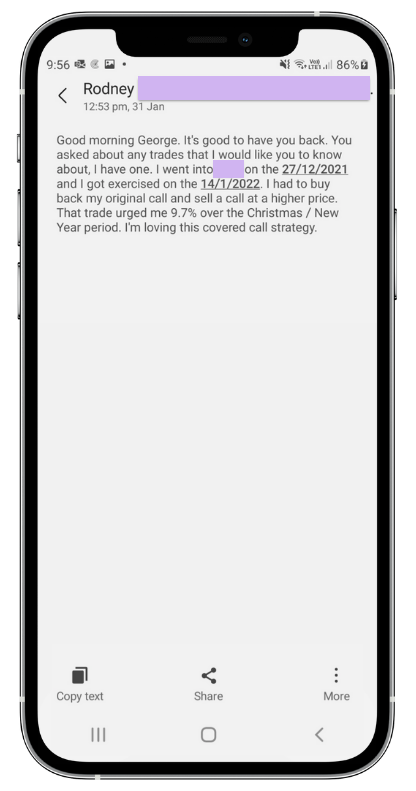 9:56 86%
Rodney
12:53 pm, 31 Jan
Good morning George. It's good to have you back. You
asked about any trades that I would like you to know
about, I have one. I went into on the 27/12/2021
and I got exercised on the 14/1/2022. I had to buy
back my original call and sell a call at a higher price.
That trade urged me 9.7% over the Christmas / New
Year period. I'm loving this covered call strategy.
Copy text Share More